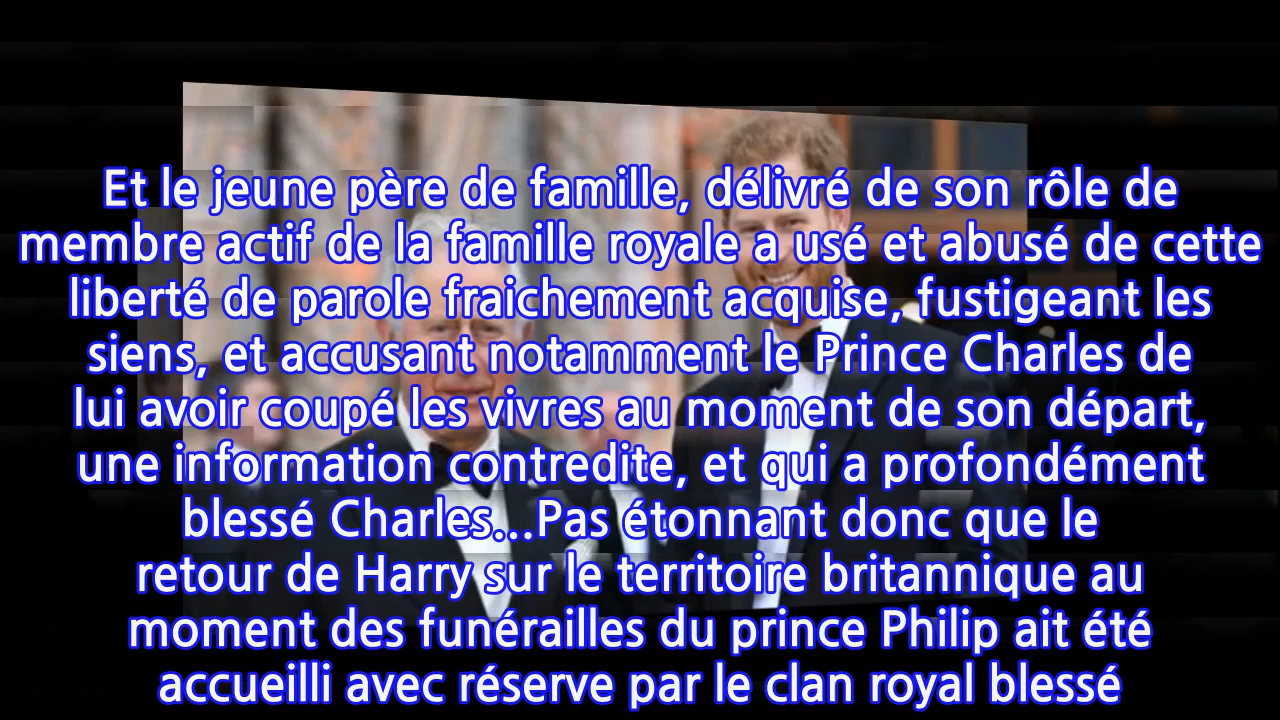 Et le jeune père de famille, délivré de son rôle de
membre actif de la famille royale a usé et abusé de cette
liberté de parole fraichement acquise, fustigeant les
siens, et accusant notamment le Prince Charles de
lui avoir coupé les vivres au moment de son départ,
une information contredite, et qui a profondément
blessé Charles...Pas étonnant donc que le
retour de Harry sur le territoire britannique au
moment des funérailles du prince Philip ait été
accueilli avec réserve par le clan royal blessé